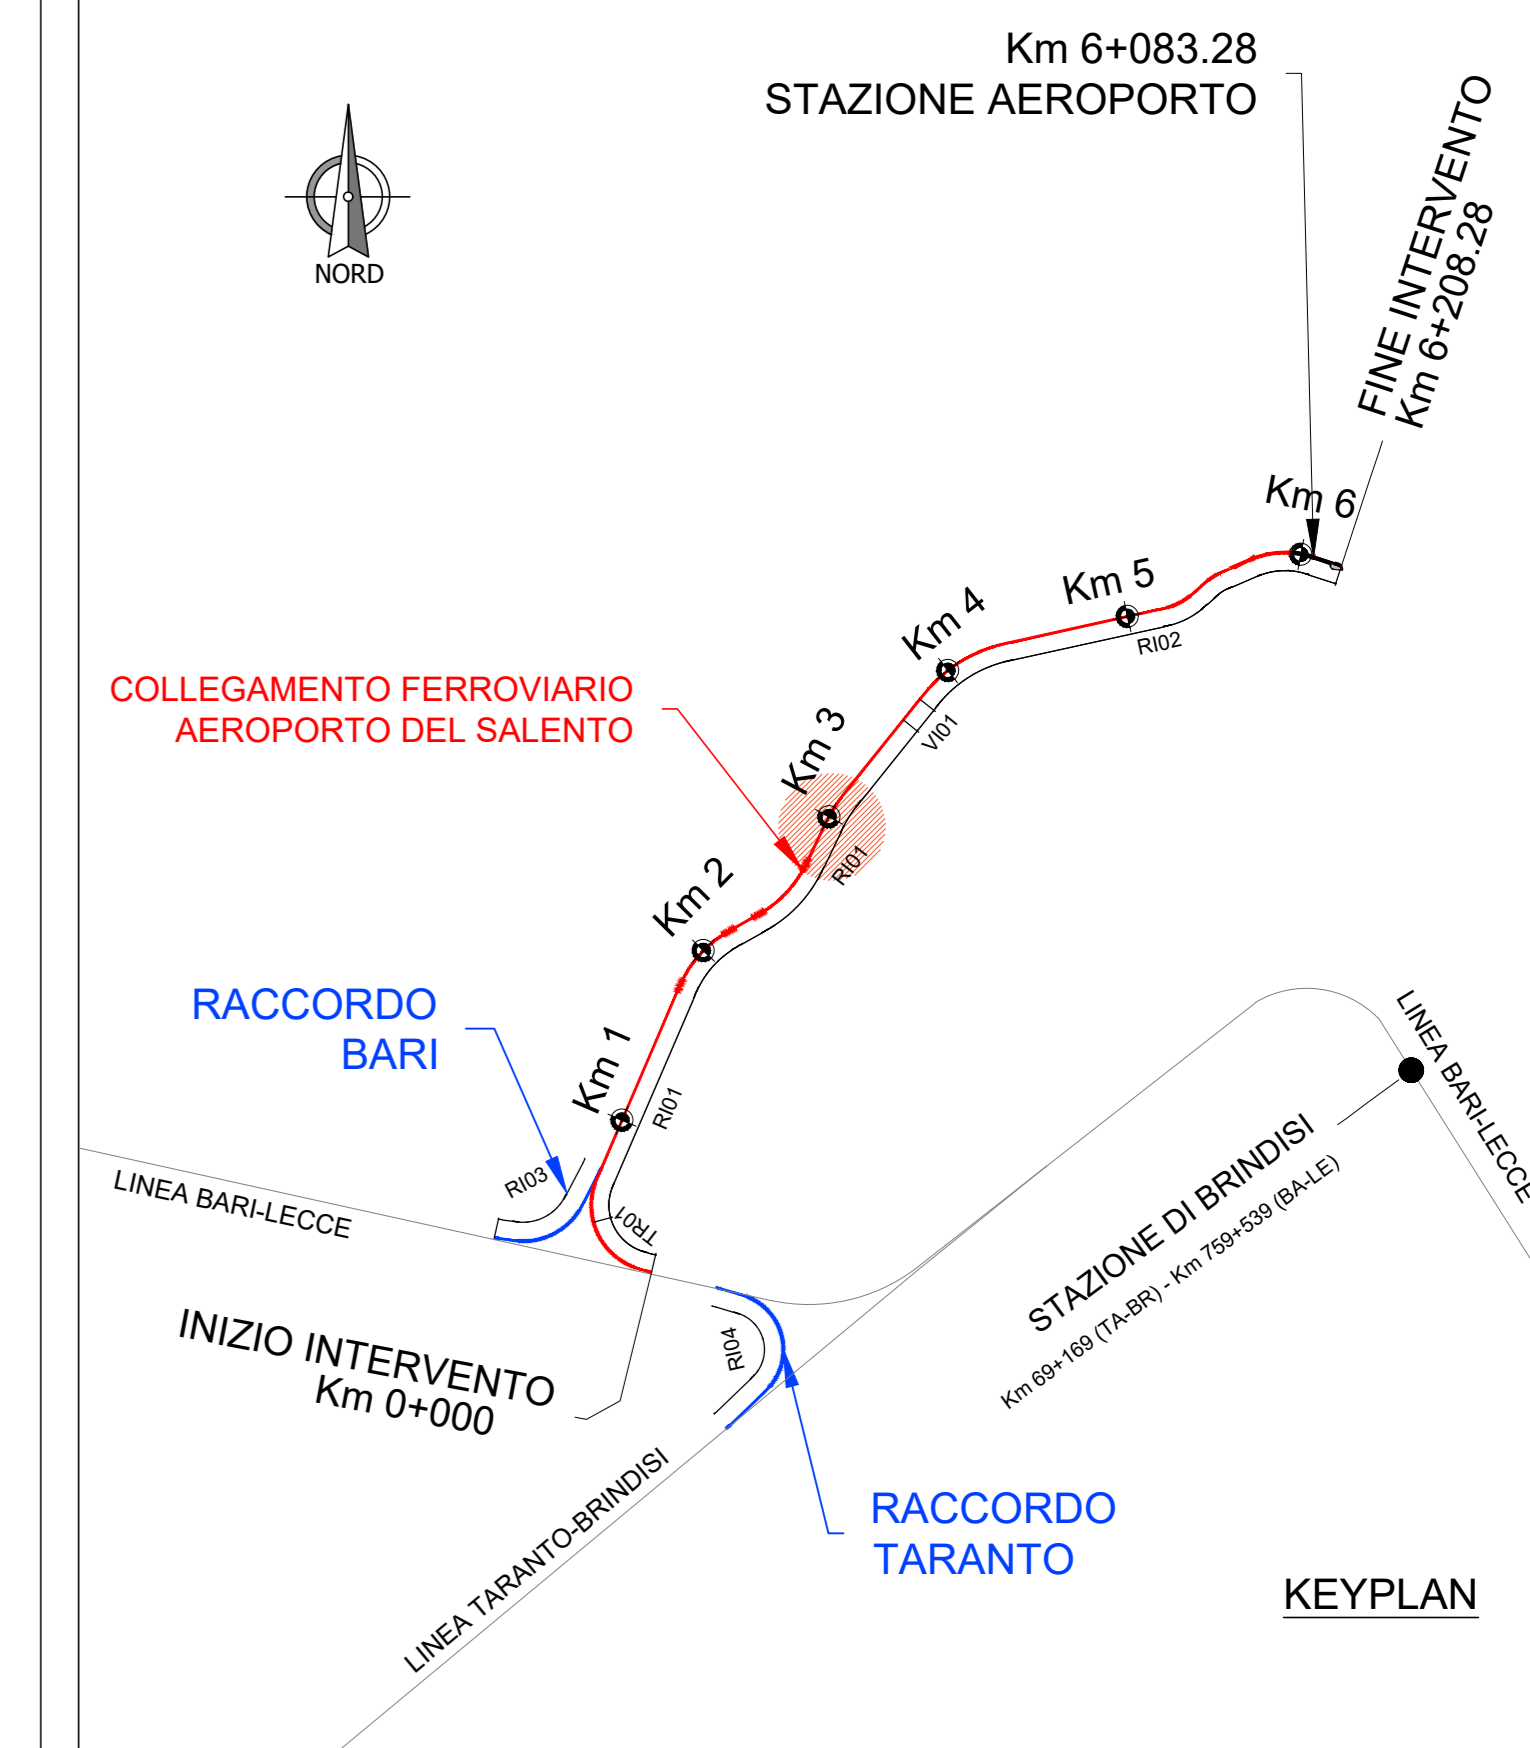 Km 6+083.28
STAZIONE AEROPORTO
FINE INTERVENTO
Km 6+208.28
NORD
Km 6
Km 5
Km 4
RI02
COLLEGAMENTO FERROVIARIO
AEROPORTO DEL SALENTO
Km 3
VI01
RI01
Km 2
RACCORDO
BARI
Km 1
RI01
LINEA BARI-LECCE
RI03
TR01
LINEA BARI-LECCE
STAZIONE DI BRINDISI
Km 69+169 (TA-BR) - Km 759+539 (BA-LE)
INIZIO INTERVENTO
Km 0+000
RI04
LINEA TARANTO-BRINDISI
RACCORDO
TARANTO
KEYPLAN